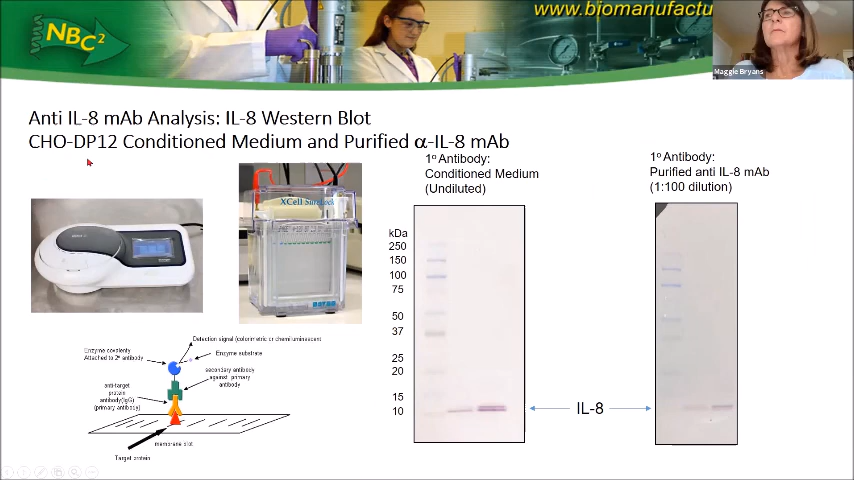 NBC2
www.biomanufactu
Maggie Bryans
Anti IL-8 mAb Analysis: IL-8 Western Blot
CHO-DP12 Conditioned Medium and Purified α-IL-8 mAb
1o Antibody:
Conditioned Medium
(Undiluted)
1o Antibody:
Purified anti IL-8 mAb
(1:100 dilution)
XCell SureLock
kDa
250
150
100
75
50
37
25
20
15
10
IL-8
Detection signal (colorimetric or chemiluminescent
Enzyme covalently
Attached to 2o antibody
Enzyme substrate
secondary antibody
against primary
antibody
anti-target
protein
antibody(IgG)
(primary antibody)
membrane blot
Target protein